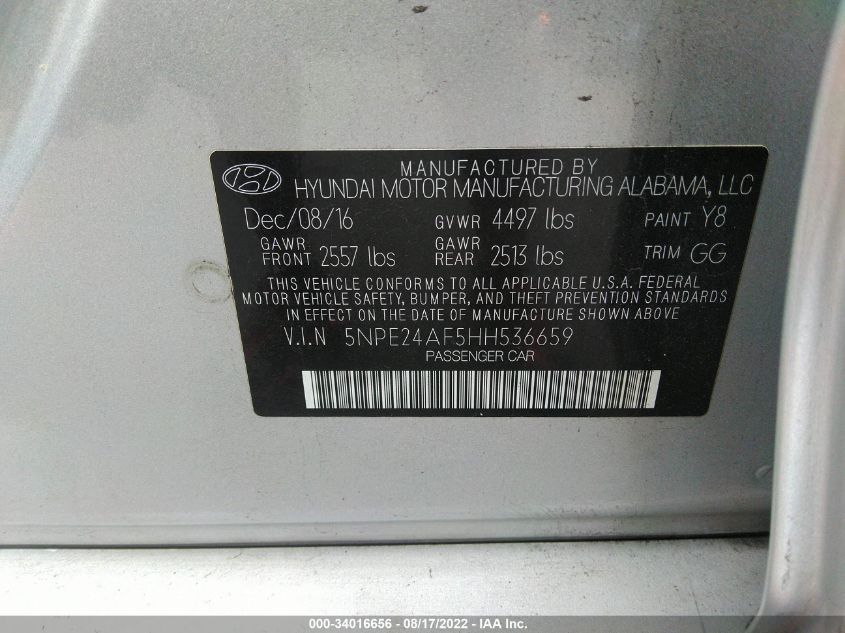 MANUFACTURED BY
HYUNDAI MOTOR MANUFACTURING ALABAMA, LLC
Dec/08/16 GVWR 4497 lbs PAINT Y8
GAWR FRONT 2557 lbs GAWR REAR 2513 lbs TRIM GG
THIS VEHICLE CONFORMS TO ALL APPLICABLE U.S.A. FEDERAL
MOTOR VEHICLE SAFETY, BUMPER, AND THEFT PREVENTION STANDARDS
IN EFFECT ON THE DATE OF MANUFACTURE SHOWN ABOVE
V.I.N 5NPE24AF5HH536659
PASSENGER CAR
000-34016656 - 08/17/2022 - IAA Inc.